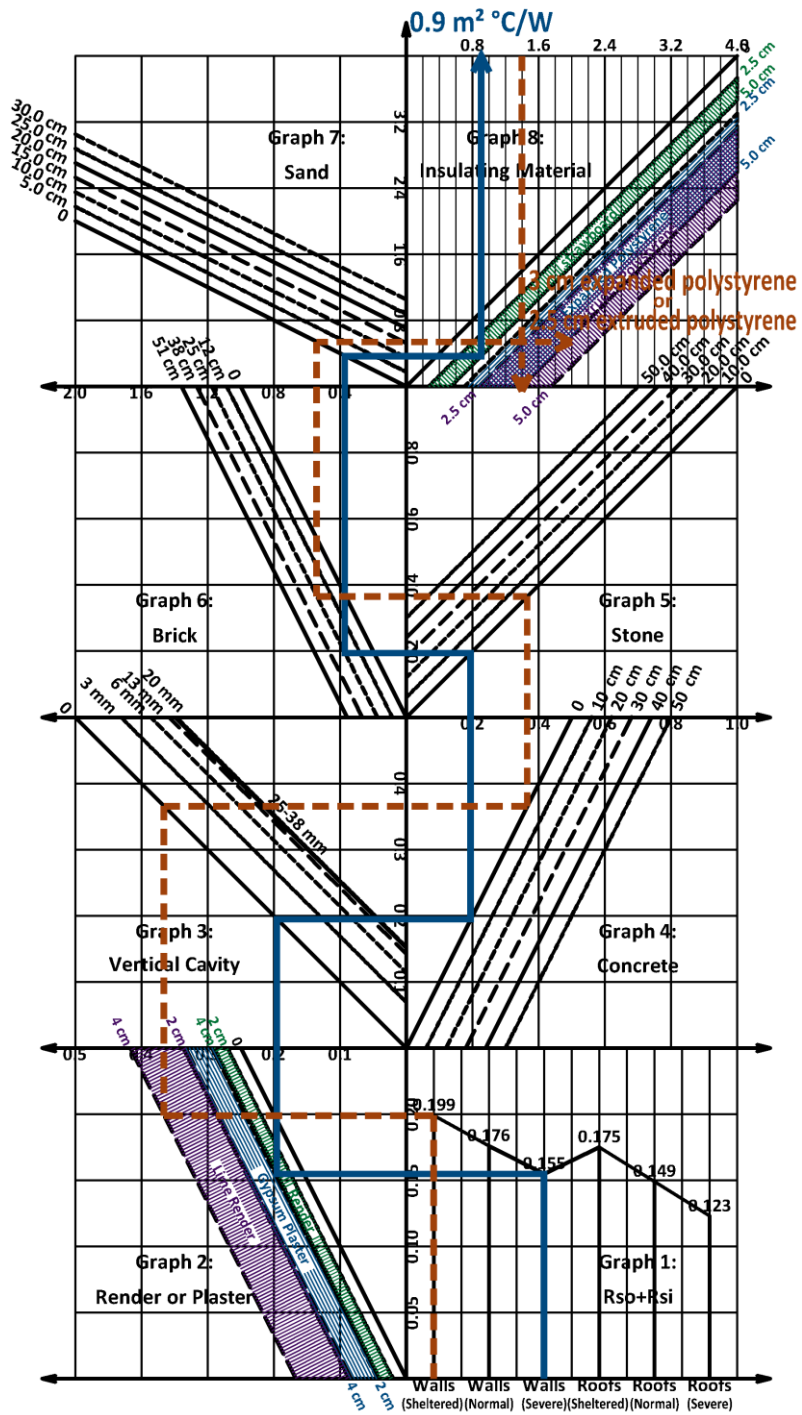 0.9 m² °C/W
0.8 1.6 2.4 3.2 4.0
0
2.5 cm
5.0 cm
2.5 cm
5.0 cm
30.0 cm
25.0 cm
20.0 cm
15.0 cm
10.0 cm
5.0 cm
0
Graph 7:
Sand
Graph 8:
Insulating Material
3.2
2.4
1.6
0.8
Strawboard
3 cm expanded polystyrene
or
2.5 cm extruded polystyrene
2.5 cm
5.0 cm
2.0 1.6 1.2 0.8 0.4
51 cm
38 cm
25 cm
12 cm
0
50.0 cm
40.0 cm
30.0 cm
20.0 cm
10.0 cm
0
0.8
0.6
0.4
0.2
Graph 6:
Brick
Graph 5:
Stone
0
3 mm
6 mm
13 mm
20 mm
25-38 mm
0
10 cm
20 cm
30 cm
40 cm
50 cm
0.2 0.4 0.6 0.8 1.0
0.4
0.3
0.2
0.1
Graph 3:
Vertical Cavity
Graph 4:
Concrete
4 cm
2 cm
4 cm
2 cm
0
0.5 0.4 0.3 0.2 0.1
0.199
0.176
0.155
0.175
0.149
0.123
0.15
0.05
Lime Render
Gypsum Plaster
Render
Graph 2:
Render or Plaster
Graph 1:
Rso+Rsi
4 cm
2 cm
Walls Walls Walls Roofs Roofs Roofs
(Sheltered) (Normal) (Severe) (Sheltered) (Normal) (Severe)